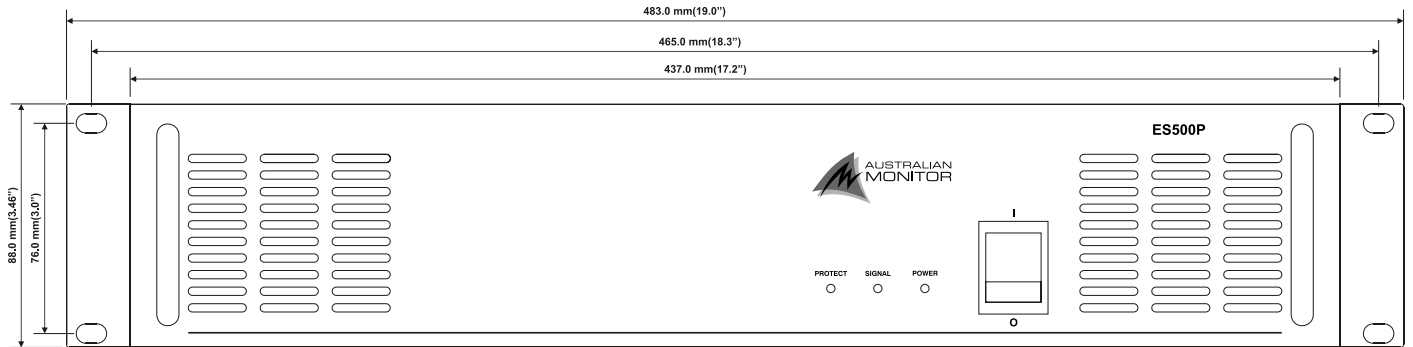 483.0 mm(19.0”)
465.0 mm(18.3”)
437.0 mm(17.2”)
ES500P
AUSTRALIAN
MONITOR
88.0 mm(3.46”)
76.0 mm(3.0”)
I
PROTECT SIGNAL POWER
O